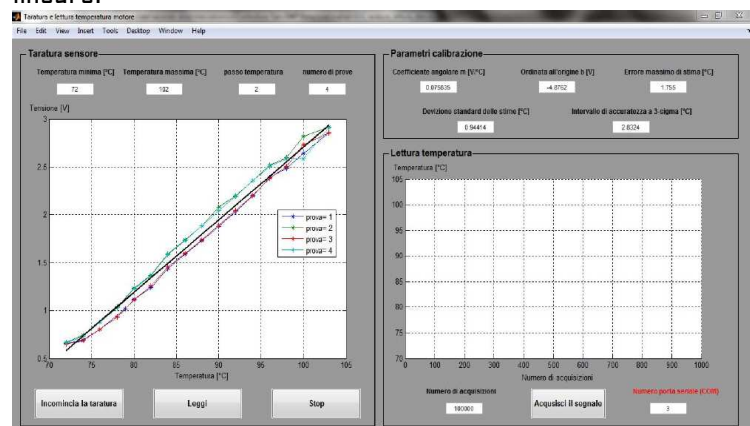 lineare.
Taratura e lettura temperatura motore
File Edit View Insert Tools Desktop Window Help
Taratura sensore
Temperatura minima [°C] Temperatura massima [°C] passo temperatura numero di prove
72 102 2 4
Tensione [V]
3
2.5
2
1.5
1
0.5
prova= 1
prova= 2
prova= 3
prova= 4
70 75 80 85 90 95 100 105
Temperatura [°C]
Incomincia la taratura Leggi Stop
Parametri calibrazione
Coefficiente angolare m [V/°C] Ordinata all'origine b [V] Errore massimo di stima [°C]
0.075635 -4.8762 1.755
Devizione standard delle stime [°C] Intervallo di accuratezza a 3-sigma [°C]
0.94414 2.8324
Lettura temperatura
Temperatura [°C]
105
100
95
90
85
80
75
70
0 100 200 300 400 500 600 700 800 900 1000
Numero di acquisizioni
Numero di acquisizioni Numero porta seriale (COM)
100000 Acquisisci il segnale 3